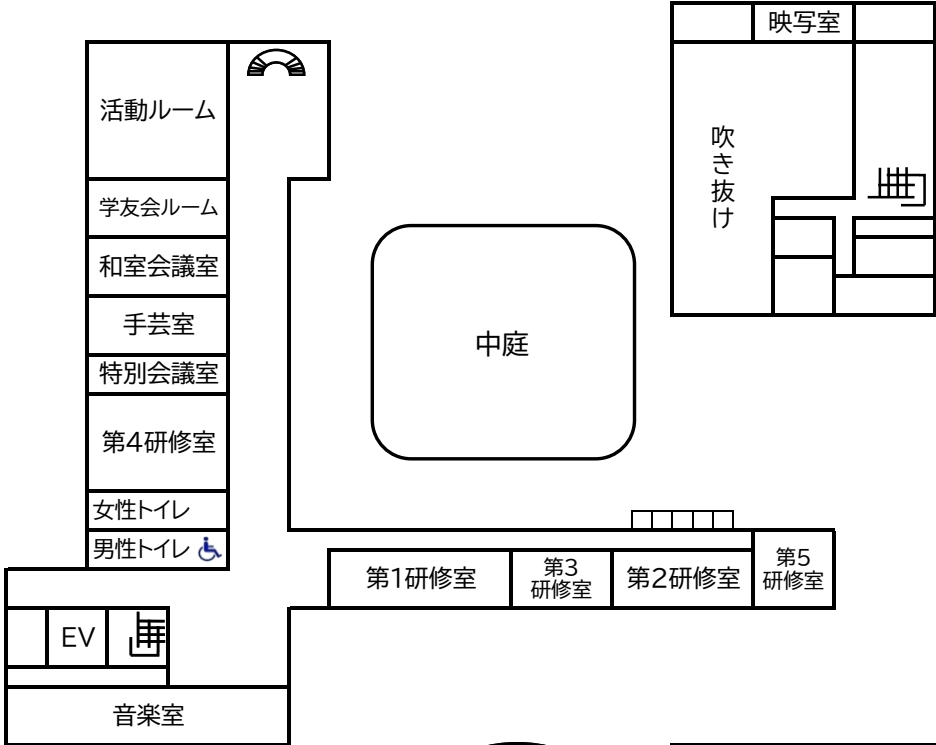 映写室
吹き抜け
活動ルーム
学友会ルーム
和室会議室
手芸室
特別会議室
第4研修室
女性トイレ
男性トイレ
中庭
第1研修室
第3
研修室
第2研修室
第5
研修室
EV
音楽室